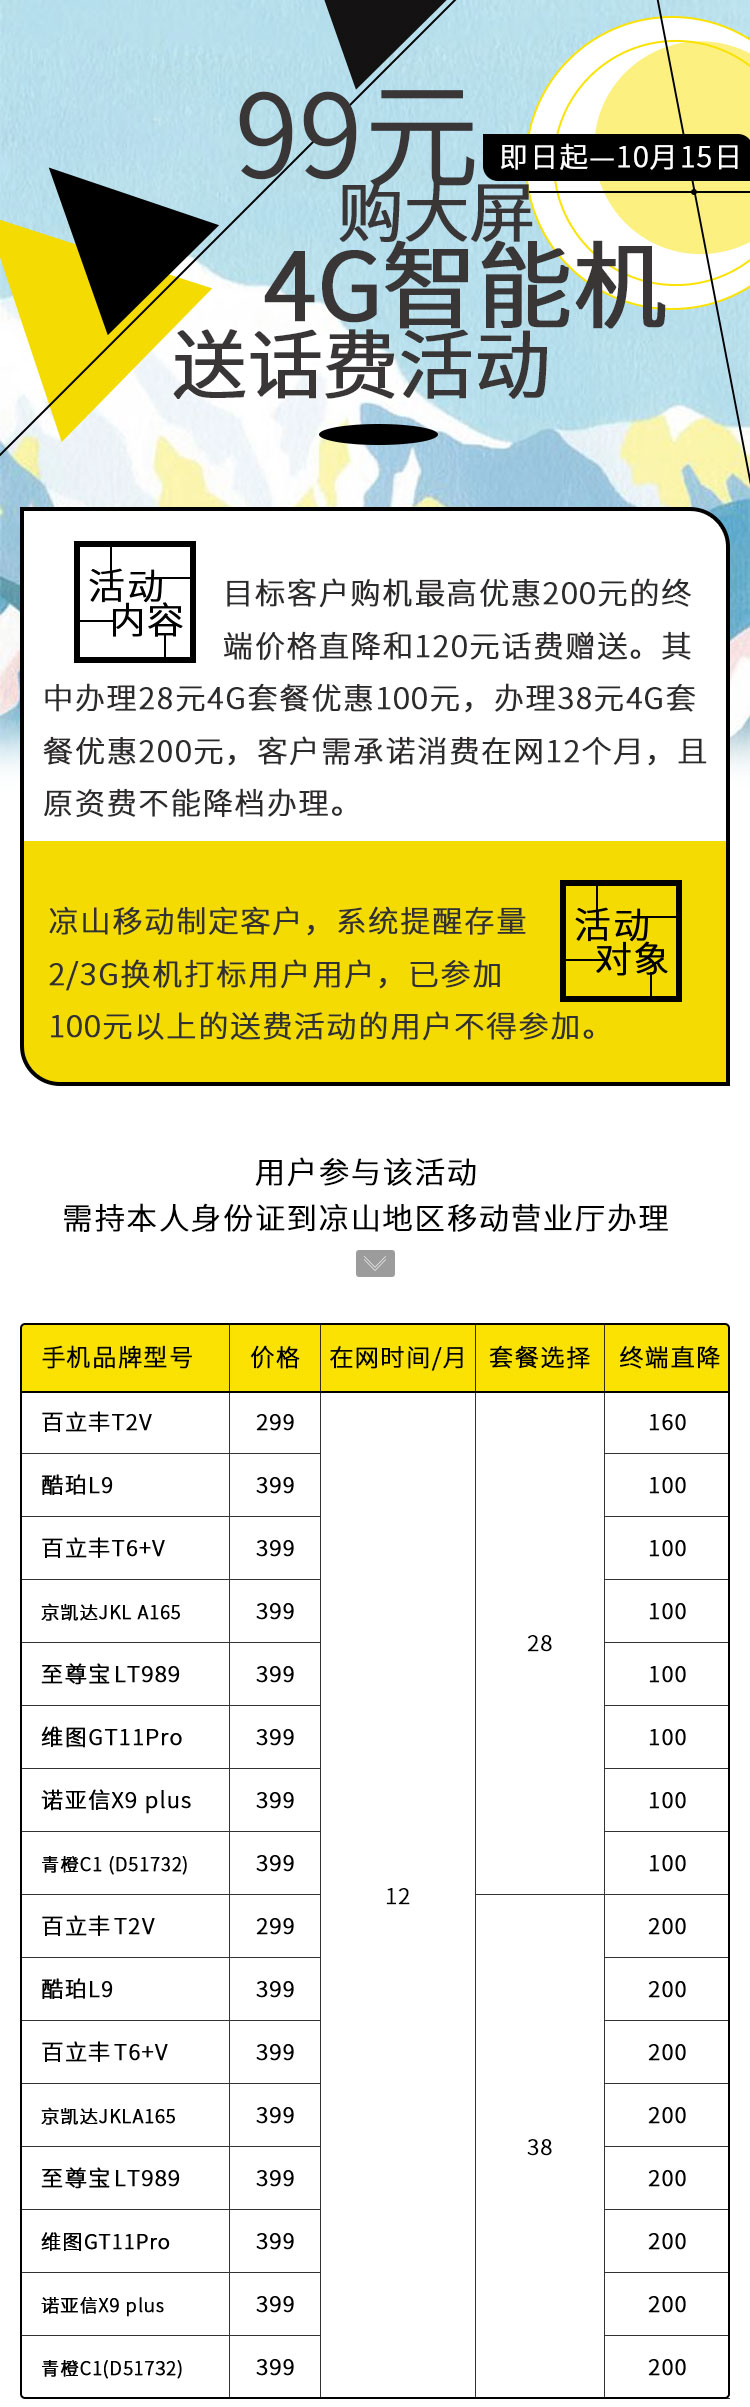 99元
即日起—10月15日
购大屏
4G智能机
送话费活动
活动
内容
目标客户购机最高优惠200元的终
端价格直降和120元话费赠送。其
中办理28元4G套餐优惠100元，办理38元4G套
餐优惠200元，客户需承诺消费在网12个月，且
原资费不能降档办理。
活动
对象
凉山移动制定客户，系统提醒存量
2/3G换机打标用户用户，已参加
100元以上的送费活动的用户不得参加。
用户参与该活动
需持本人身份证到凉山地区移动营业厅办理
手机品牌型号 价格 在网时间/月 套餐选择 终端直降
百立丰T2V 299 160
酷珀L9 399 100
百立丰T6+V 399 100
京凯达JKL A165 399 100
28
至尊宝LT989 399 100
维图GT11Pro 399 100
诺亚信X9 plus 399 100
青橙C1 (D51732) 399 100
12
百立丰T2V 299 200
酷珀L9 399 200
百立丰T6+V 399 200
京凯达JKLA165 399 200
38
至尊宝LT989 399 200
维图GT11Pro 399 200
诺亚信X9 plus 399 200
青橙C1(D51732) 399 200